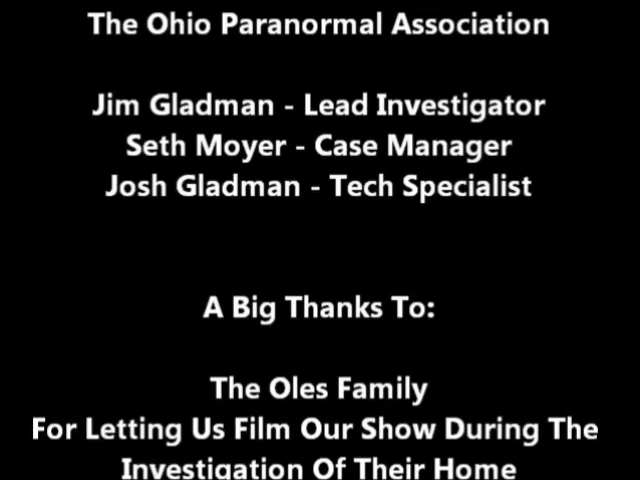 The Ohio Paranormal Association
Jim Gladman - Lead Investigator
Seth Moyer - Case Manager
Josh Gladman - Tech Specialist
A Big Thanks To:
The Oles Family
For Letting Us Film Our Show During The
Investigation Of Their Home